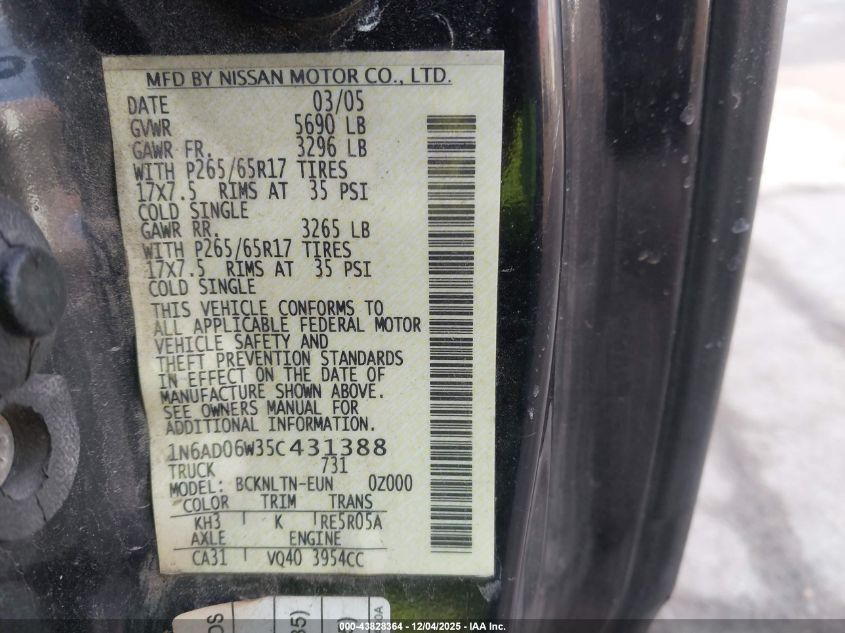 MFD BY NISSAN MOTOR CO., LTD.
DATE 03/05
GVWR 5690 LB
GAWR FR. 3296 LB
WITH P265/65R17 TIRES
17X7.5 RIMS AT 35 PSI
COLD SINGLE
GAWR RR. 3265 LB
WITH P265/65R17 TIRES
17X7.5 RIMS AT 35 PSI
COLD SINGLE
THIS VEHICLE CONFORMS TO
ALL APPLICABLE FEDERAL MOTOR
VEHICLE SAFETY AND
THEFT PREVENTION STANDARDS
IN EFFECT ON THE DATE OF
MANUFACTURE SHOWN ABOVE.
SEE OWNERS MANUAL FOR
ADDITIONAL INFORMATION.
1N6AD06W35C431388
TRUCK 731
MODEL: BCKNLTN-EUN 0Z000
COLOR TRIM TRANS
KH3 K RE5R05A
AXLE ENGINE
CA31 VQ40 3954CC
000-43828364 - 12/04/2025 - IAA, Inc.